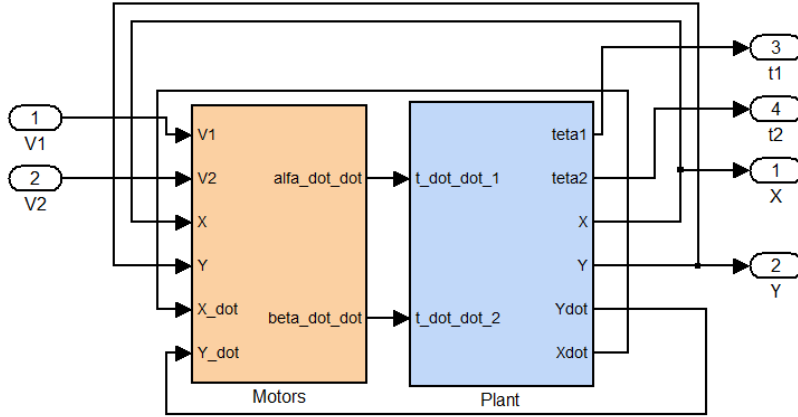 3
t1
4
t2
1
V1
V1
teta1
2
V2
V2
alfa_dot_dot
t_dot_dot_1
teta2
1
X
X
X
Y
Y
2
Y
X_dot
beta_dot_dot
t_dot_dot_2
Ydot
Y_dot
Xdot
Motors
Plant